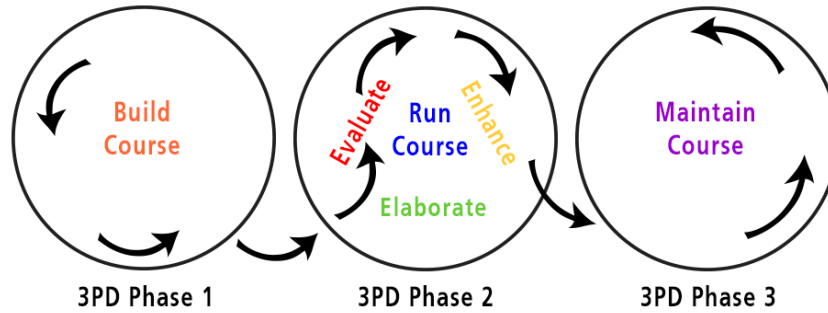 Build
Course
Evaluate
Run
Course
Enhance
Elaborate
Maintain
Course
3PD Phase 1
3PD Phase 2
3PD Phase 3